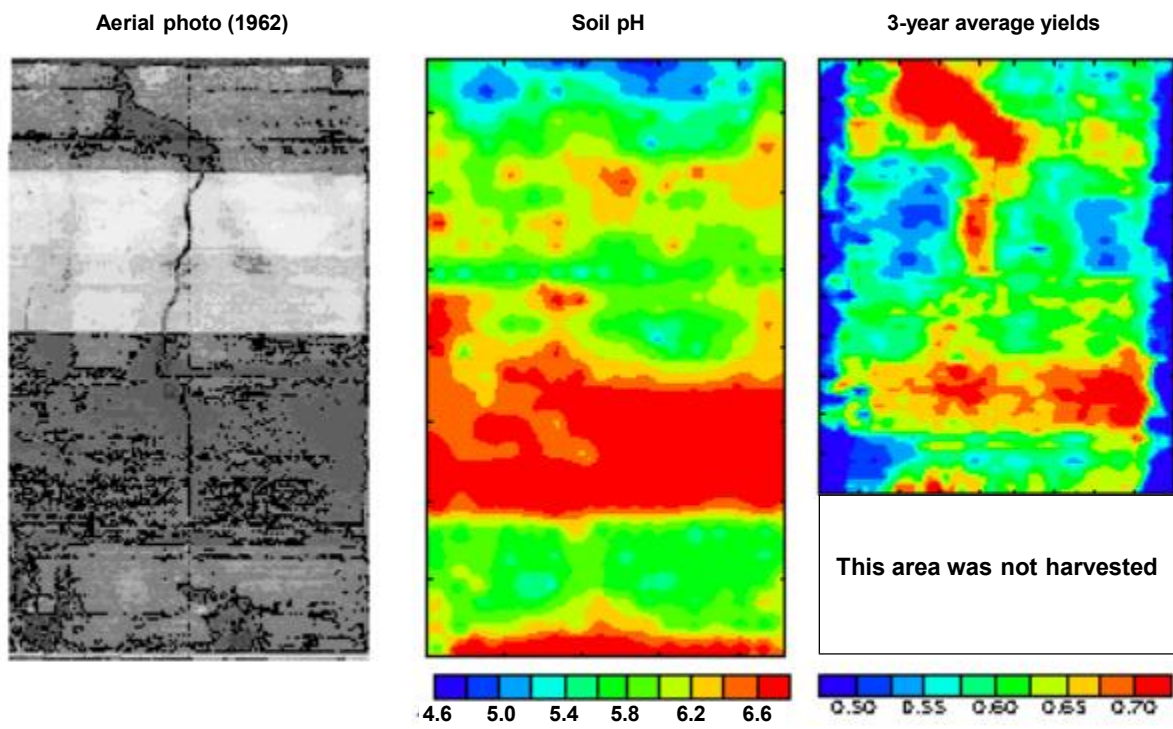 Aerial photo (1962)
Soil pH
3-year average yields
This area was not harvested
4.6 5.0 5.4 5.8 6.2 6.6
0.50 0.55 0.60 0.65 0.70